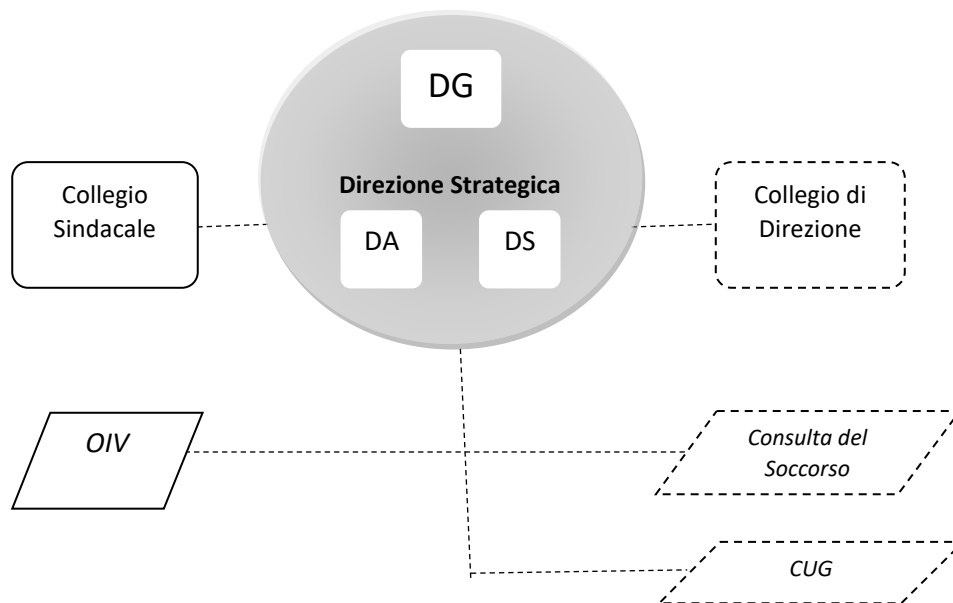 DG
Direzione Strategica
DA
DS
Collegio
Sindacale
Collegio di
Direzione
OIV
Consulta del
Soccorso
CUG